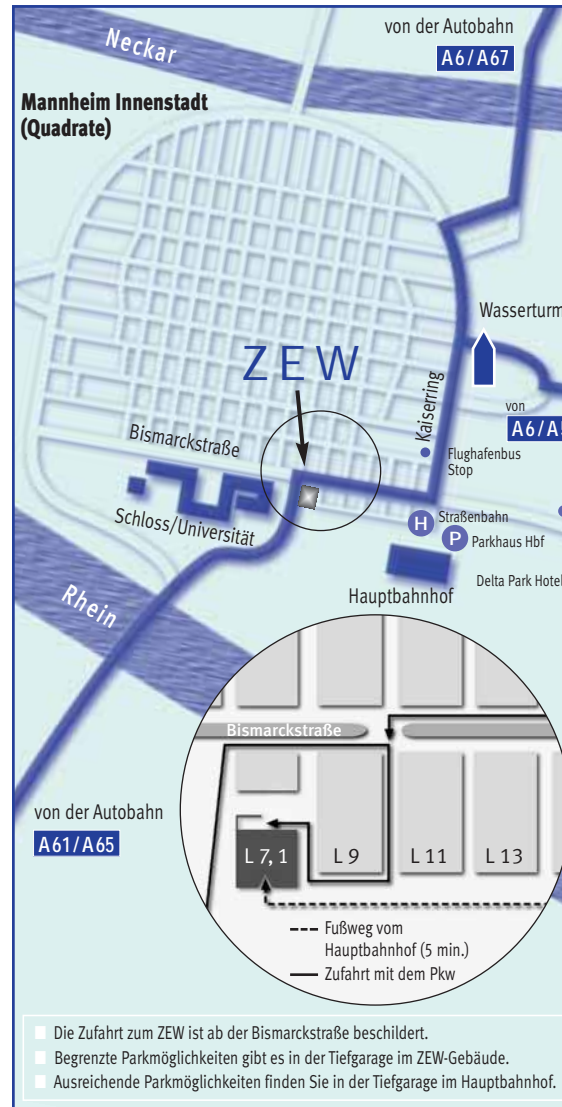 von der Autobahn
A6/A67
Neckar
Mannheim Innenstadt
(Quadrate)
Wasserturm
ZEW
Kaiserring
von
A6/A5
Bismarckstraße
Flughafenbus
Stop
Schloss/Universität
H Straßenbahn
P Parkhaus Hbf
Hauptbahnhof
Delta Park Hotel
Rhein
Bismarckstraße
von der Autobahn
A61/A65
L 7, 1
L 9
L 11
L 13
Fußweg vom
Hauptbahnhof (5 min.)
Zufahrt mit dem Pkw
Die Zufahrt zum ZEW ist ab der Bismarckstraße beschildert.
Begrenzte Parkmöglichkeiten gibt es in der Tiefgarage im ZEW-Gebäude.
Ausreichende Parkmöglichkeiten finden Sie in der Tiefgarage im Hauptbahnhof.